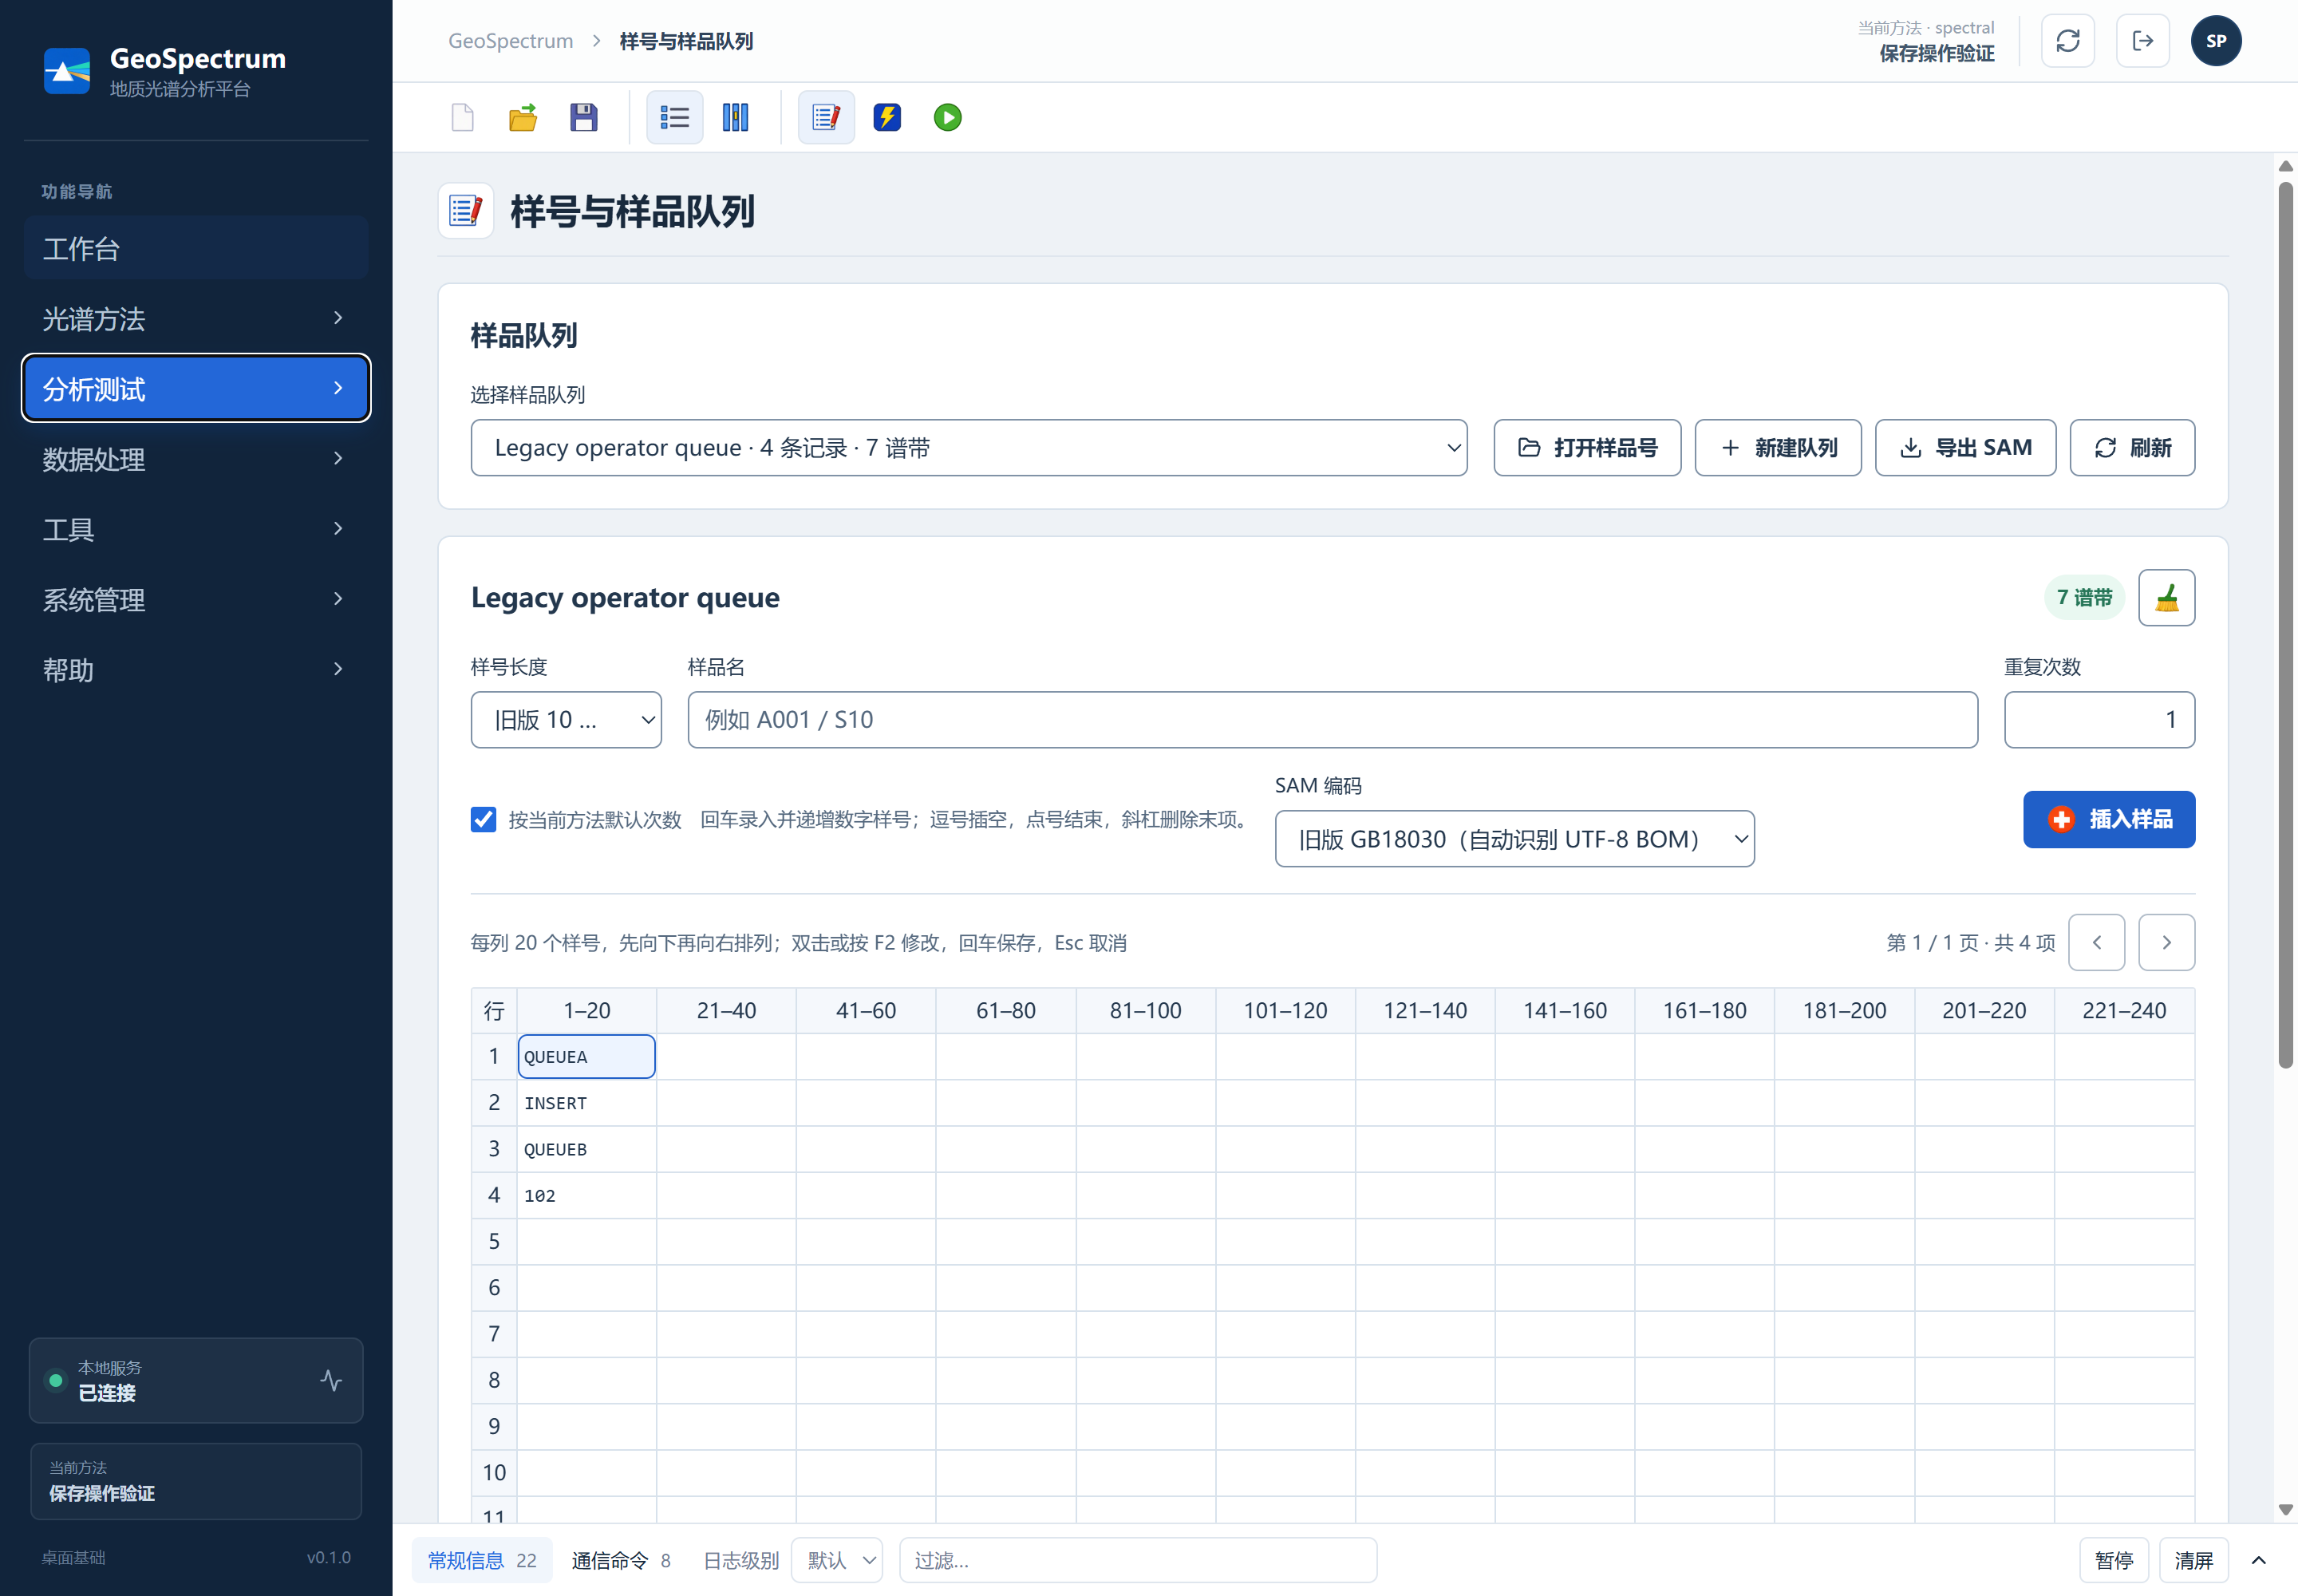 GeoSpectrum
地质光谱分析平台
功能导航
工作台
光谱方法
分析测试
数据处理
工具
系统管理
帮助
本地服务
已连接
当前方法
保存操作验证
桌面基础 v0.1.0
GeoSpectrum 样号与样品队列
当前方法 · spectral
保存操作验证
SP
样号与样品队列
样品队列
选择样品队列
Legacy operator queue · 4 条记录 · 7 谱带
打开样品号
新建队列
导出 SAM
刷新
Legacy operator queue
7 谱带
样号长度 样品名 重复次数
旧版 10 ... 例如 A001 / S10 1
SAM 编码
按当前方法默认次数 回车录入并递增数字样号；逗号插空，点号结束，斜杠删除末项。
旧版 GB18030（自动识别 UTF-8 BOM）
插入样品
每列 20 个样号，先向下再向右排列；双击或按 F2 修改，回车保存，Esc 取消
第 1 / 1 页 · 共 4 项
行 1–20 21–40 41–60 61–80 81–100 101–120 121–140 141–160 161–180 181–200 201–220 221–240
1 QUEUEA
2 INSERT
3 QUEUEB
4 102
5
6
7
8
9
10
11
常规信息 22 通信命令 8 日志级别 默认 过滤... 暂停 清屏